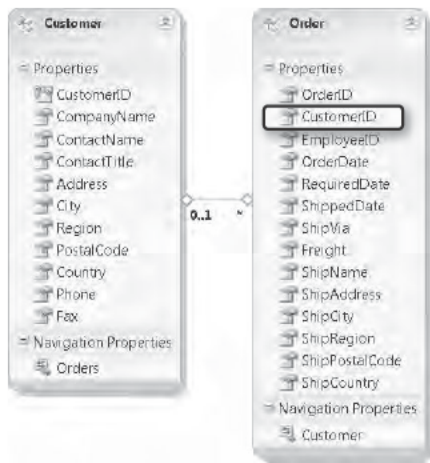 Customer
Properties
CustomerID
CompanyName
ContactName
ContactTitle
Address
City
Region
PostalCode
Country
Phone
Fax
Navigation Properties
Orders
0..1
*
Order
Properties
OrderID
CustomerID
EmployeeID
OrderDate
RequiredDate
ShippedDate
ShipVia
Freight
ShipName
ShipAddress
ShipCity
ShipRegion
ShipPostalCode
ShipCountry
Navigation Properties
Customer